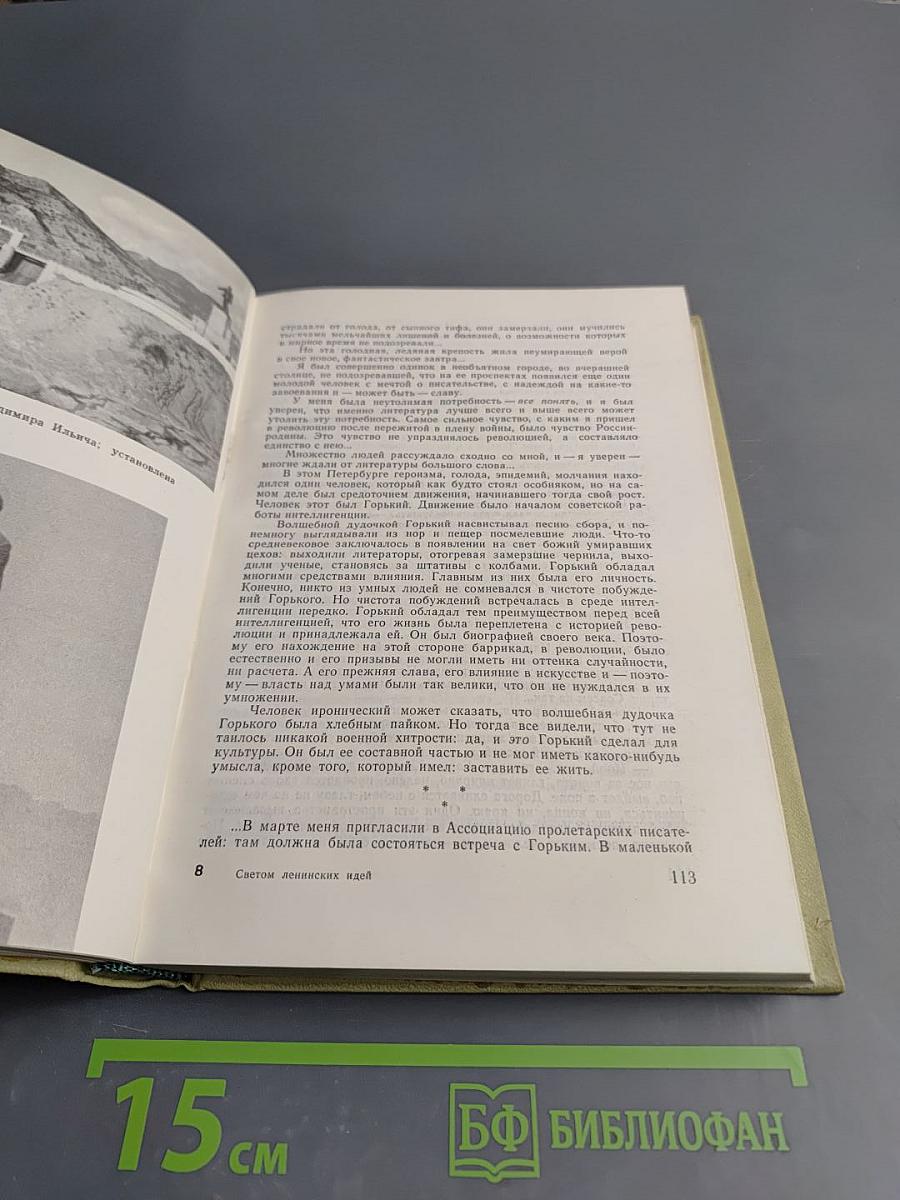 димира Ильича; установлена
страдали от голода, от сыпного тифа, они замерзали, они мучились
тысячами мельчайших лишений и болезней, о возможности которых
в мирное время не подозревали...
Но эта голодная, ледяная крепость жила неумирающей верой
в свое новое, фантастическое завтра...
Я был совершенно одинок в необъятном городе, во вчерашней
столице, не подозревавшей, что на ее проспектах появился еще один
молодой человек с мечтой о писательстве, с надеждой на какие-то
завоевания и — может быть — славу.
У меня была неутолимая потребность — все понять, и я был
уверен, что именно литература лучше всего и выше всего может
утолить эту потребность. Самое сильное чувство, с каким я пришел
в революцию после пережитой в плену войны, было чувство России-
родины. Это чувство не упразднялось революцией, а составляло
единство с нею...
Множество людей рассуждало сходно со мной, и — я уверен —
многие ждали от литературы большого слова...
В этом Петербурге героизма, голода, эпидемий, молчания нахо-
дился один человек, который как будто стоял особняком, но на са-
мом деле был средоточием движения, начинавшего тогда свой рост.
Человек этот был Горький. Движение было началом советской ра-
боты интеллигенции.
Волшебной дудочкой Горький насвистывал песню сбора, и по-
немногу выглядывали из нор и пещер посмелевшие люди. Что-то
средневековое заключалось в появлении на свет божий умиравших
цехов: выходили литераторы, отогревая замерзшие чернила, выхо-
дили ученые, становясь за штативы с колбами. Горький обладал
многими средствами влияния. Главным из них была его личность.
Конечно, никто из умных людей не сомневался в чистоте побужде-
ний Горького. Но чистота побуждений встречалась в среде интел-
лигенции нередко. Горький обладал тем преимуществом перед всей
интеллигенцией, что его жизнь была переплетена с историей рево-
люции и принадлежала ей. Он был биографией своего века. Поэто-
му его нахождение на этой стороне баррикад, в революции, было
естественно и его призывы не могли иметь ни оттенка случайности,
ни расчета. А его прежняя слава, его влияние в искусстве и — поэто-
му — власть над умами были так велики, что он не нуждался в их
умножении.
Человек иронический может сказать, что волшебная дудочка
Горького была хлебным пайком. Но тогда все видели, что тут не
таилось никакой военной хитрости: да, и это Горький сделал для
культуры. Он был ее составной частью и не мог иметь какого-нибудь
умысла, кроме того, который имел: заставить ее жить.
* *
*
...В марте меня пригласили в Ассоциацию пролетарских писате-
лей: там должна была состояться встреча с Горьким. В маленькой
8 Светом ленинских идей 113
15 см
БФ БИБЛИОФАН